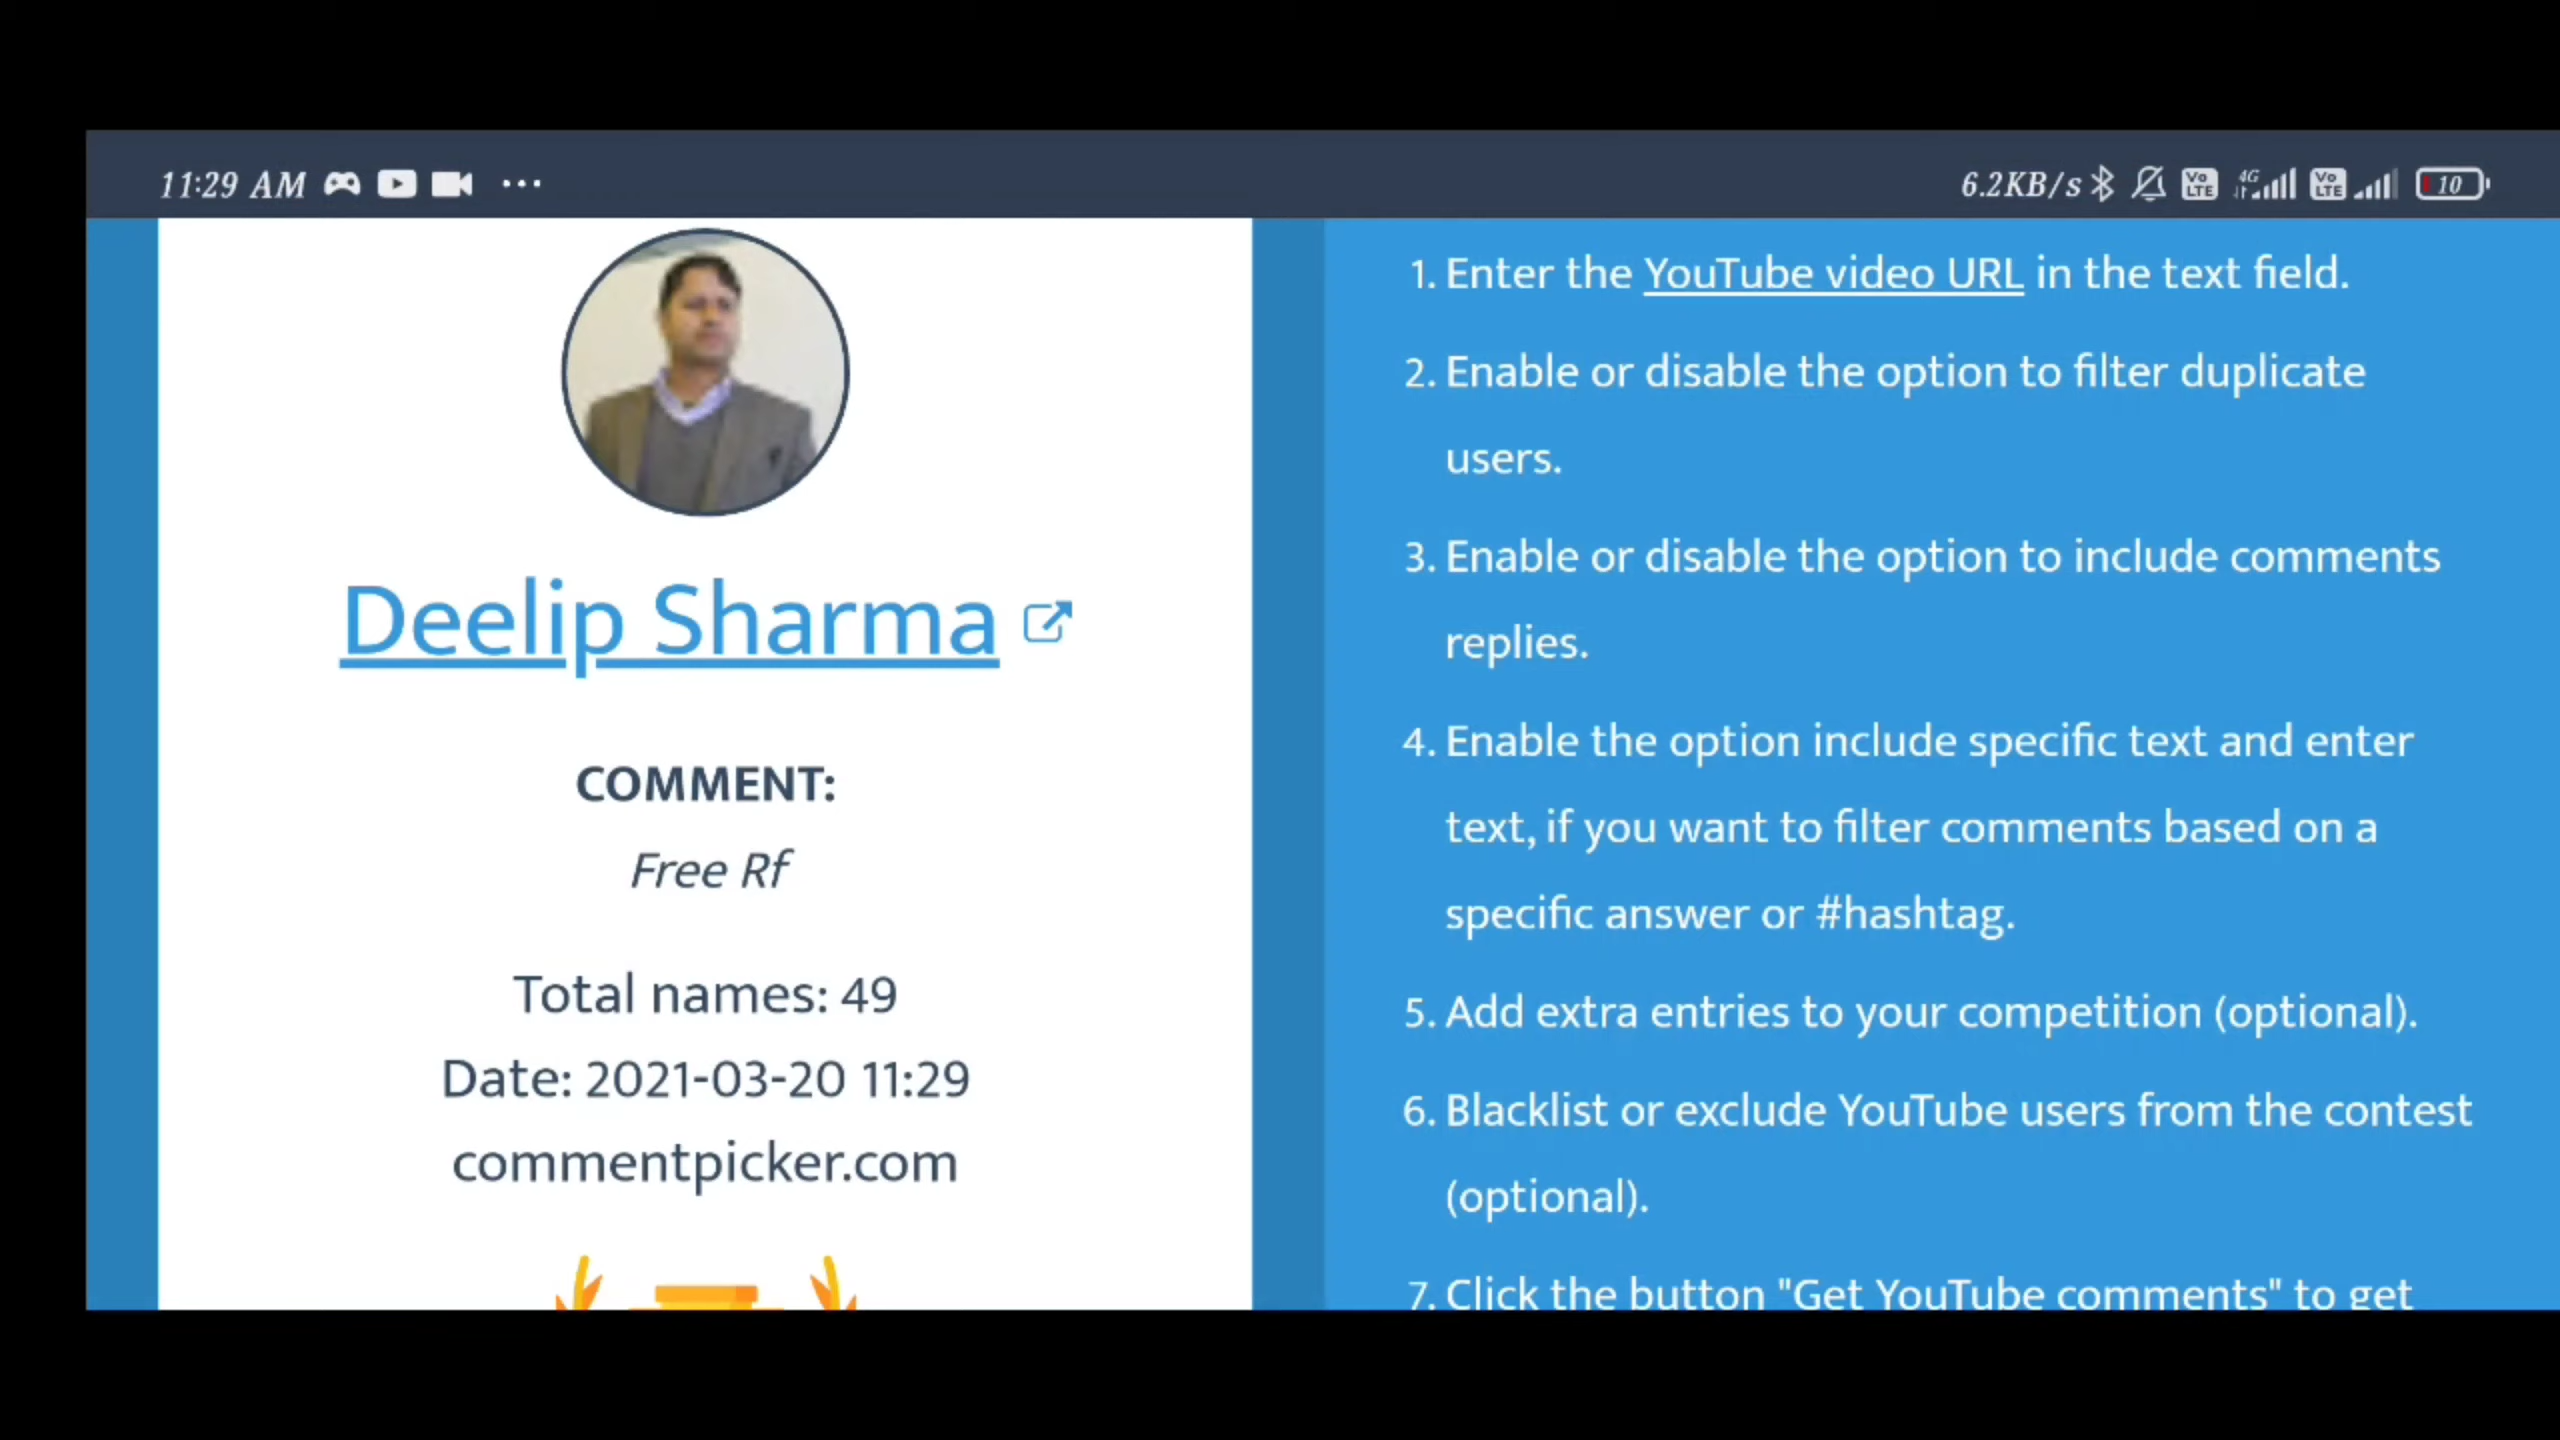 11:29 AM
6.2KB/s
Vo LTE
4G
Vo LTE
10
Deelip Sharma
COMMENT:
Free Rf
Total names: 49
Date: 2021-03-20 11:29
commentpicker.com
1. Enter the YouTube video URL in the text field.
2. Enable or disable the option to filter duplicate
users.
3. Enable or disable the option to include comments
replies.
4. Enable the option include specific text and enter
text, if you want to filter comments based on a
specific answer or #hashtag.
5. Add extra entries to your competition (optional).
6. Blacklist or exclude YouTube users from the contest
(optional).
7. Click the button "Get YouTube comments" to get